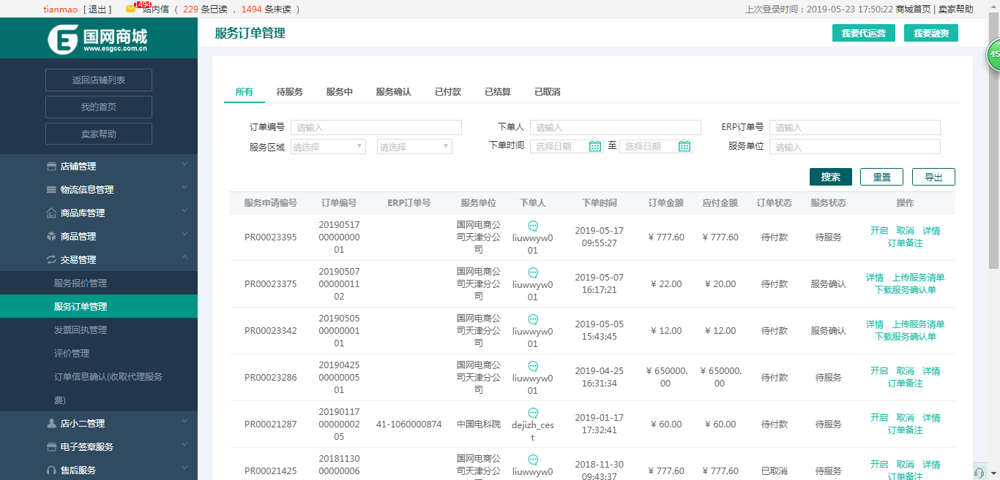 tianmao [ 退出 ] 1494 站内信 ( 229 条已读 , 1494 条未读 ) 上次登录时间：2019-05-23 17:50:22 商城首页 | 卖家帮助
国网商城
www.esgcc.com.cn
返回店铺列表
我的首页
卖家帮助
店铺管理
物流信息管理
商品库管理
商品管理
交易管理
服务报价管理
服务订单管理
发票回执管理
评价管理
订单信息确认(收取代理服务
费)
店小二管理
电子签章服务
售后服务
服务订单管理 我要代运营 我要融资
45
所有 待服务 服务中 服务确认 已付款 已结算 已取消
订单编号 请输入 下单人 请输入 ERP订单号 请输入
服务区域 请选择 请选择 下单时间 选择日期 至 选择日期 服务单位 请输入
搜索 重置 导出
服务申请编号 订单编号 ERP订单号 服务单位 下单人 下单时间 订单金额 应付金额 订单状态 服务状态 操作
PR00023395 20190517 00000000 01 国网电商公司天津分公司 liuwwyw001 2019-05-17 09:55:27 ¥ 777.60 ¥ 777.60 待付款 待服务 开启 取消 详情 订单备注
PR00023375 20190507 00000011 02 国网电商公司天津分公司 liuwwyw001 2019-05-07 16:17:21 ¥ 22.00 ¥ 20.00 待付款 服务确认 详情 上传服务清单 下载服务确认单
PR00023342 20190505 00000001 01 国网电商公司天津分公司 liuwwyw001 2019-05-05 15:43:45 ¥ 12.00 ¥ 12.00 待付款 服务确认 详情 上传服务清单 下载服务确认单
PR00023286 20190425 00000005 01 国网电商公司天津分公司 liuwwyw001 2019-04-25 16:31:34 ¥ 650000.00 ¥ 650000.00 待付款 待服务 开启 取消 详情 订单备注
PR00021287 20190117 00000002 05 41-1060000874 中国电科院 dejizh_cest 2019-01-17 17:32:41 ¥ 60.00 ¥ 60.00 待付款 待服务 开启 取消 详情 订单备注
PR00021425 20181130 00000006 国网电商公司天津分公 liuwwyw0 2018-11-30 09:43:37 ¥ 777.60 ¥ 777.60 已取消 待服务 开启 取消 详情 订单备注